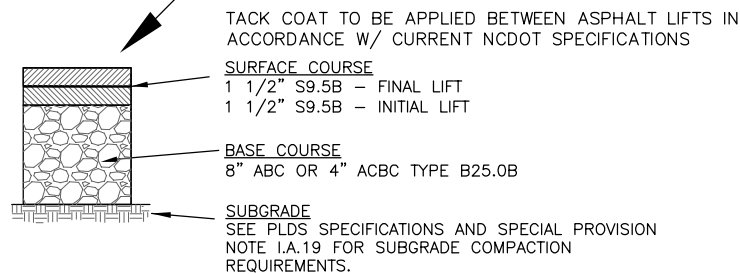 TACK COAT TO BE APPLIED BETWEEN ASPHALT LIFTS IN
ACCORDANCE W/ CURRENT NCDOT SPECIFICATIONS
SURFACE COURSE
1 1/2" S9.5B – FINAL LIFT
1 1/2" S9.5B – INITIAL LIFT
BASE COURSE
8" ABC OR 4" ACBC TYPE B25.0B
SUBGRADE
SEE PLDS SPECIFICATIONS AND SPECIAL PROVISION
NOTE I.A.19 FOR SUBGRADE COMPACTION
REQUIREMENTS.